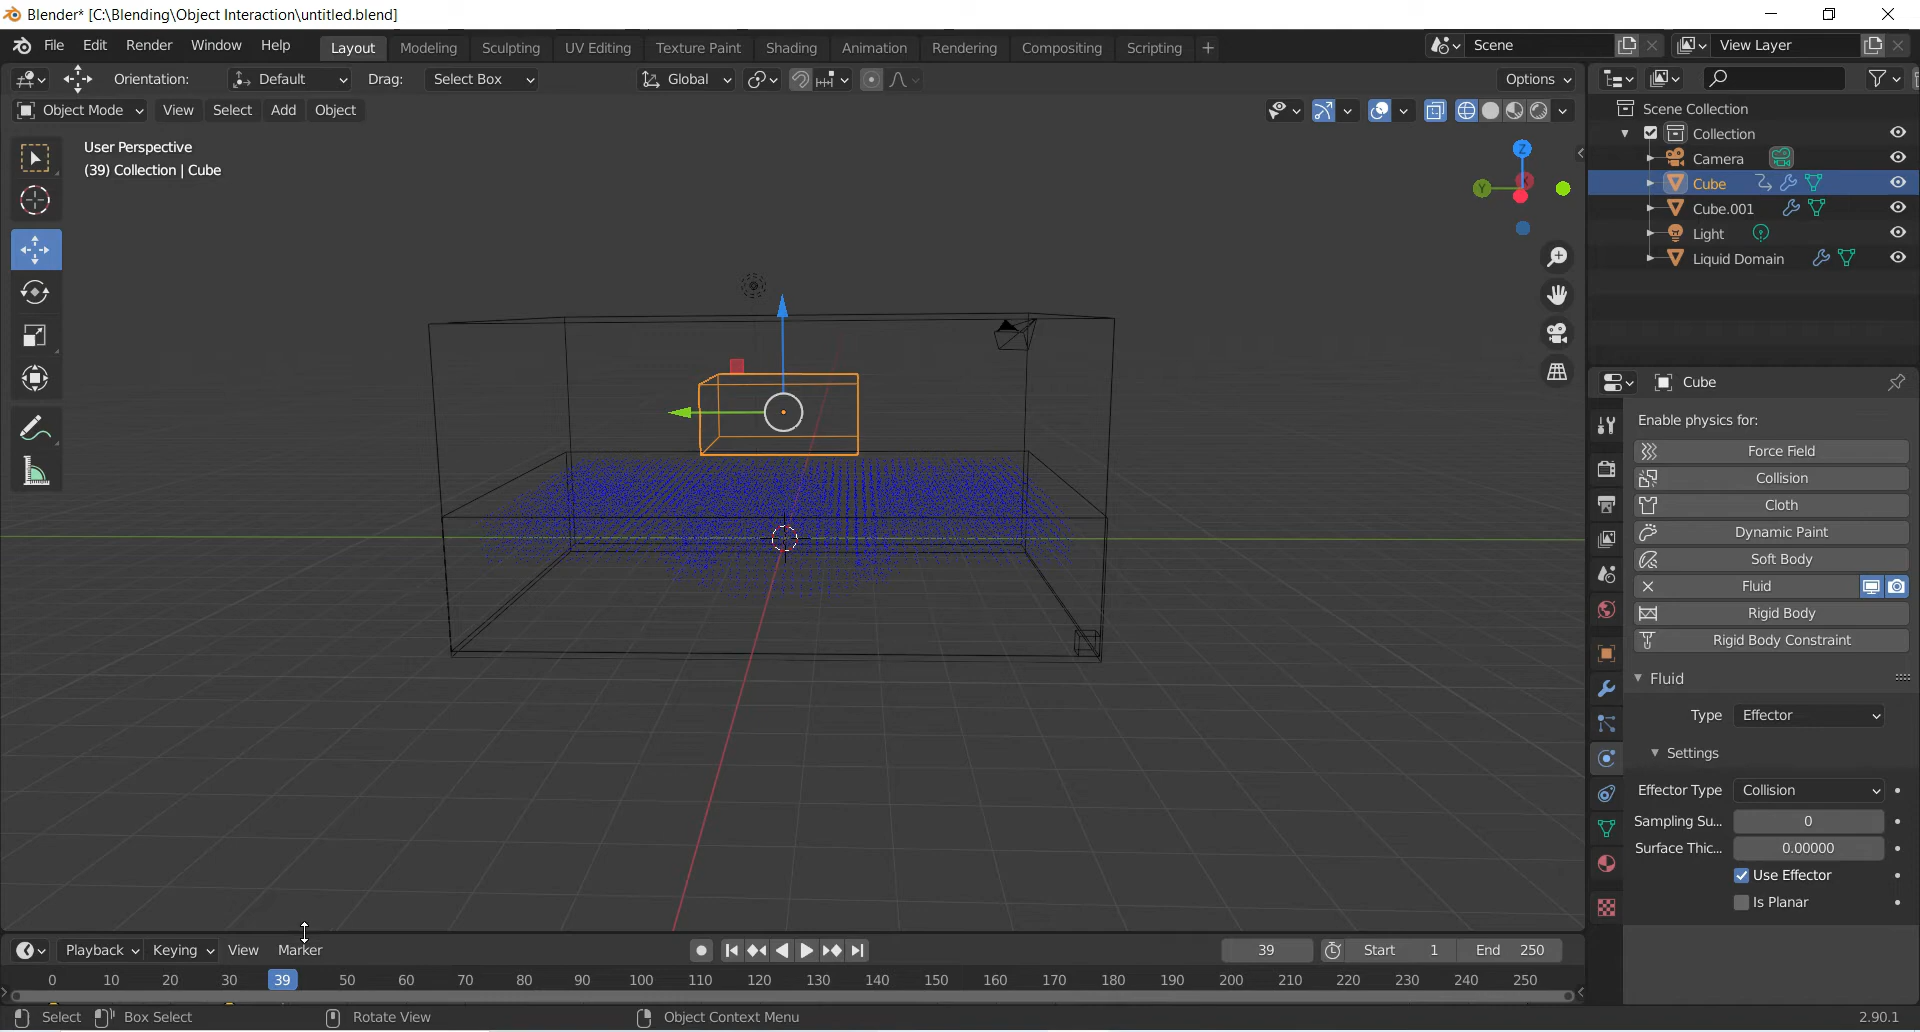 Blender* [C:\Blending\Object Interaction\untitled.blend]
File Edit Render Window Help Layout Modeling Sculpting UV Editing Texture Paint Shading Animation Rendering Compositing Scripting + Scene View Layer
Orientation: Default Drag: Select Box Global Options
Object Mode View Select Add Object
User Perspective
(39) Collection | Cube
Z
Y
X
Scene Collection
Collection
Camera
Cube
Cube.001
Light
Liquid Domain
Cube
Enable physics for:
Force Field
Collision
Cloth
Dynamic Paint
Soft Body
Fluid
Rigid Body
Rigid Body Constraint
Fluid
Type Effector
Settings
Effector Type Collision
Sampling Su... 0
Surface Thic... 0.00000
Use Effector
Is Planar
Playback Keying View Marker 39 Start 1 End 250
0 10 20 30 39 50 60 70 80 90 100 110 120 130 140 150 160 170 180 190 200 210 220 230 240 250
Select Box Select Rotate View Object Context Menu 2.90.1